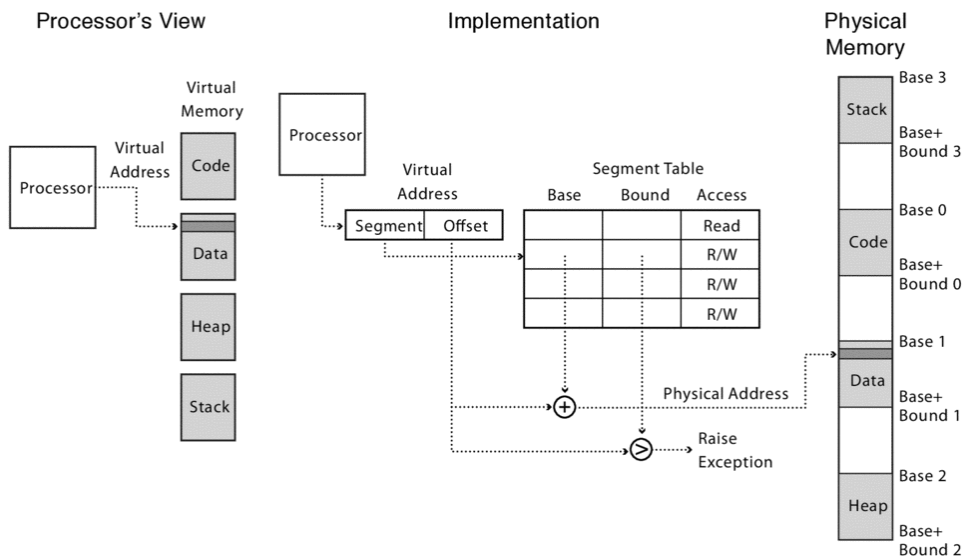 Processor's View
Virtual
Memory
Virtual
Address
Processor
Code
Data
Heap
Stack
Implementation
Processor
Virtual
Address
Segment Offset
Segment Table
Base Bound Access
Read
R/W
R/W
R/W
+
>
Physical Address
Raise
Exception
Physical
Memory
Base 3
Stack
Base+
Bound 3
Base 0
Code
Base+
Bound 0
Base 1
Data
Base+
Bound 1
Base 2
Heap
Base+
Bound 2